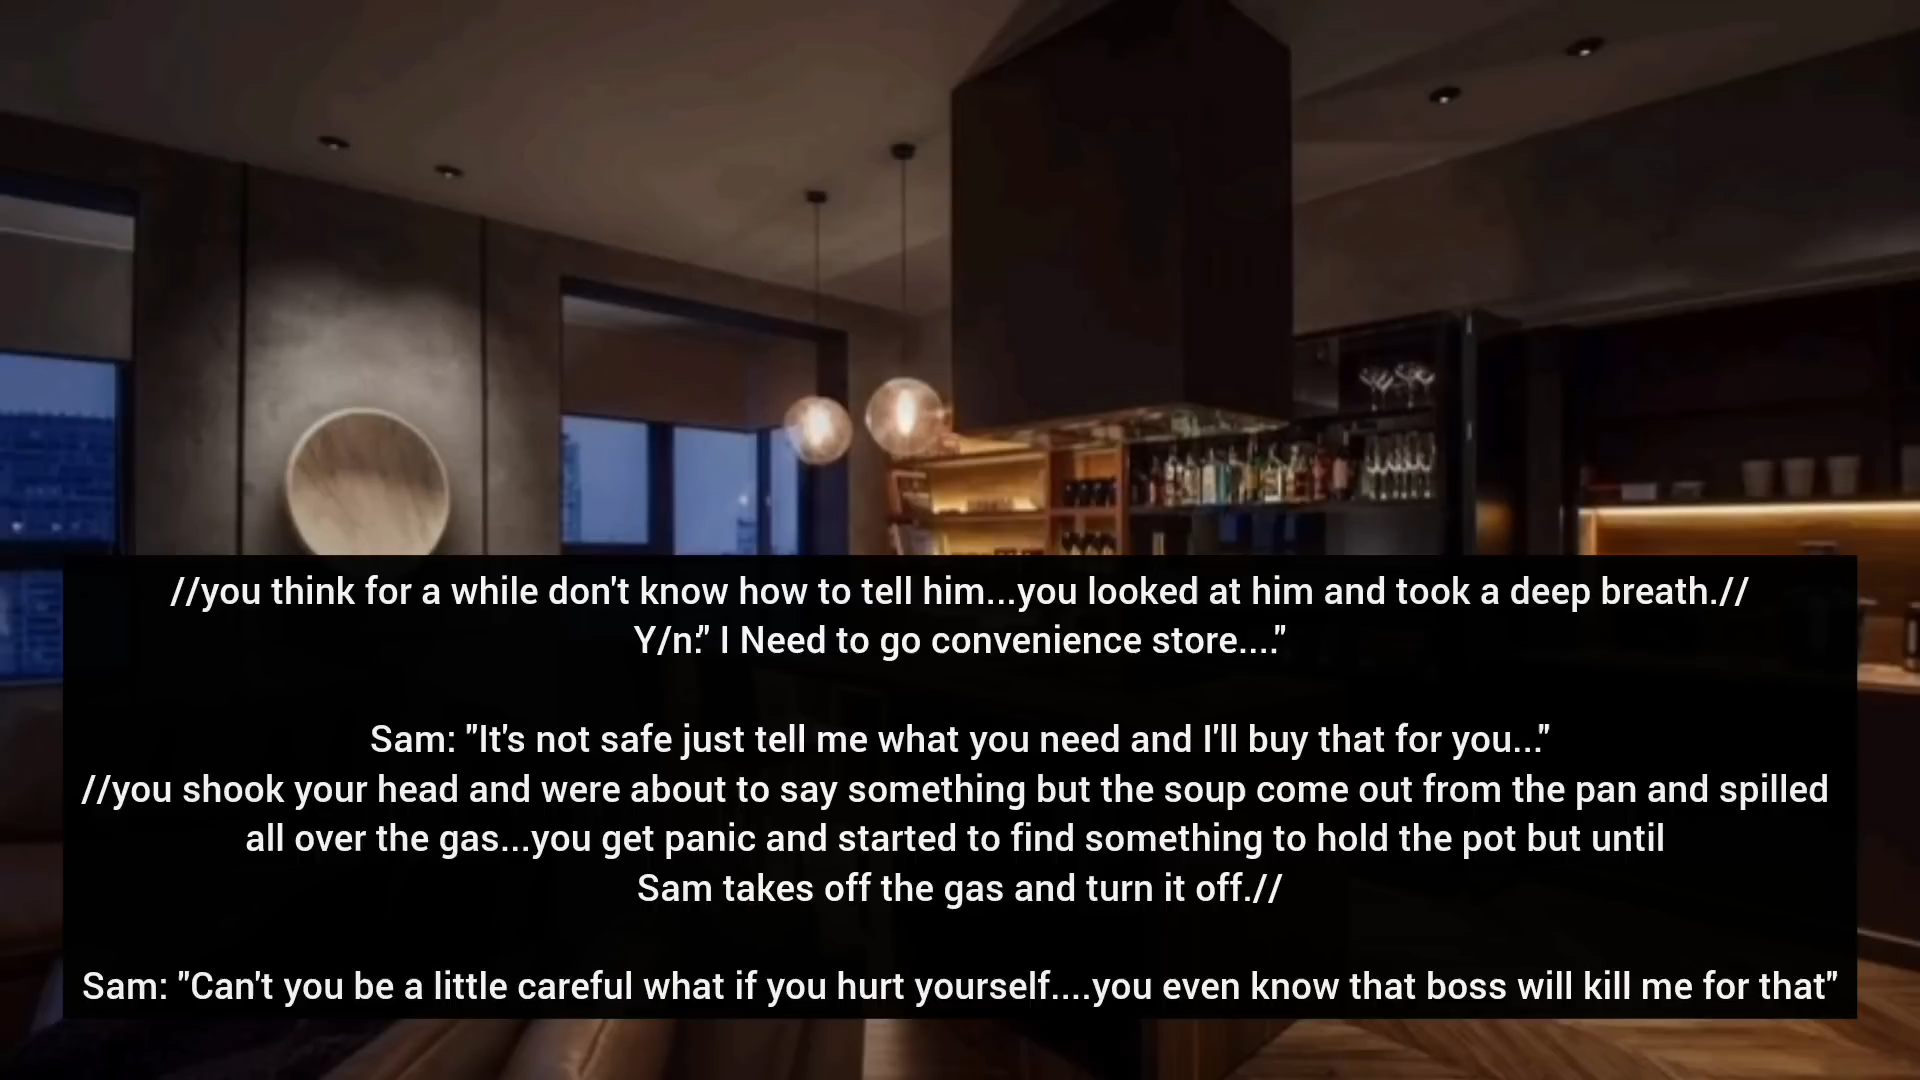 //you think for a while don't know how to tell him...you looked at him and took a deep breath.//
Y/n:" I Need to go convenience store...."
Sam: "It's not safe just tell me what you need and I'll buy that for you..."
//you shook your head and were about to say something but the soup come out from the pan and spilled
all over the gas...you get panic and started to find something to hold the pot but until
Sam takes off the gas and turn it off.//
Sam: "Can't you be a little careful what if you hurt yourself....you even know that boss will kill me for that"